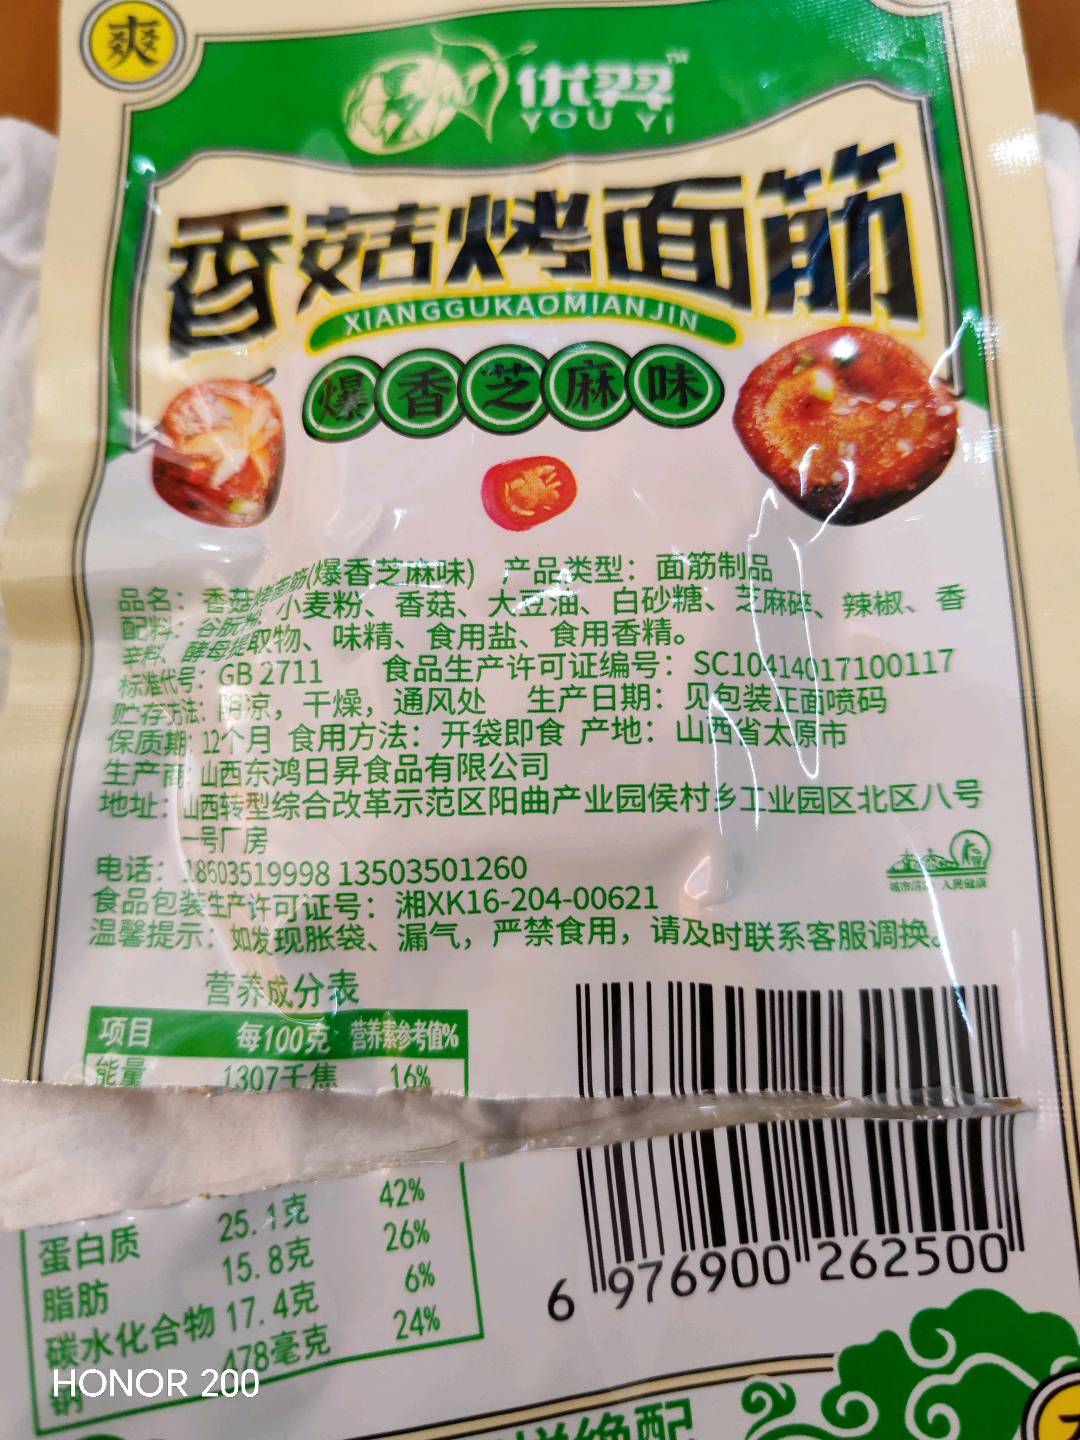 爽
优羿™
YOU YI
香菇烤面筋
XIANGGUKAOMIANJIN
爆香芝麻味
品名：香菇烤面筋(爆香芝麻味) 产品类型：面筋制品
配料：谷朊粉、小麦粉、香菇、大豆油、白砂糖、芝麻碎、辣椒、香
辛料、酵母提取物、味精、食用盐、食用香精。
标准代号：GB 2711 食品生产许可证编号：SC10414017100117
贮存方法：阴凉，干燥，通风处 生产日期：见包装正面喷码
保质期：12个月 食用方法：开袋即食 产地：山西省太原市
生产商：山西东鸿日昇食品有限公司
地址：山西转型综合改革示范区阳曲产业园侯村乡工业园区北区八号
一号厂房
电话：18603519998 13503501260
食品包装生产许可证号：湘XK16-204-00621
温馨提示：如发现胀袋、漏气，严禁食用，请及时联系客服调换。
城市清洁 人民健康
营养成分表
项目 每100克 营养素参考值%
能量 1307千焦 16%
蛋白质 25.1克 42%
脂肪 15.8克 26%
碳水化合物 17.4克 6%
钠 478毫克 24%
6 976900 262500
绝配
HONOR 200